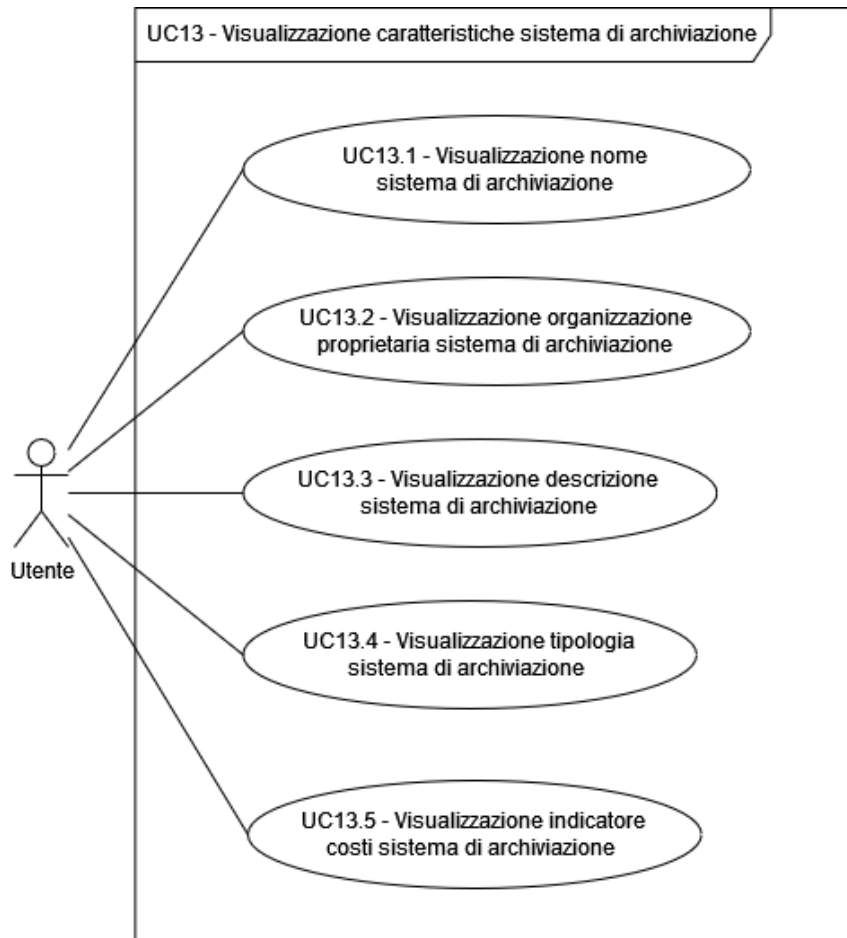 UC13 - Visualizzazione caratteristiche sistema di archiviazione
UC13.1 - Visualizzazione nome
sistema di archiviazione
UC13.2 - Visualizzazione organizzazione
proprietaria sistema di archiviazione
UC13.3 - Visualizzazione descrizione
sistema di archiviazione
Utente
UC13.4 - Visualizzazione tipologia
sistema di archiviazione
UC13.5 - Visualizzazione indicatore
costi sistema di archiviazione